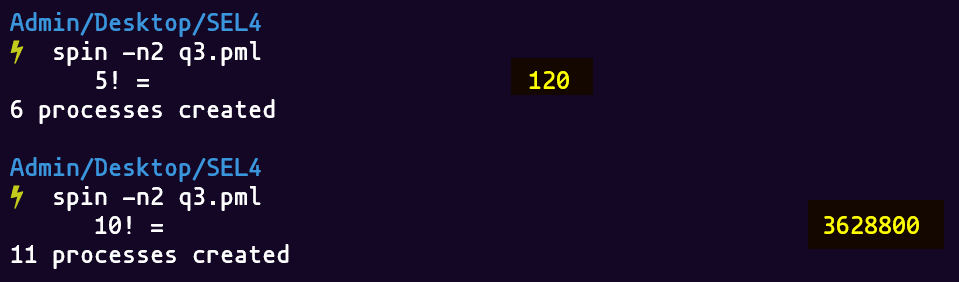 Admin/Desktop/SEL4
⚡ spin -n2 q3.pml
5! = 120
6 processes created
Admin/Desktop/SEL4
⚡ spin -n2 q3.pml
10! = 3628800
11 processes created